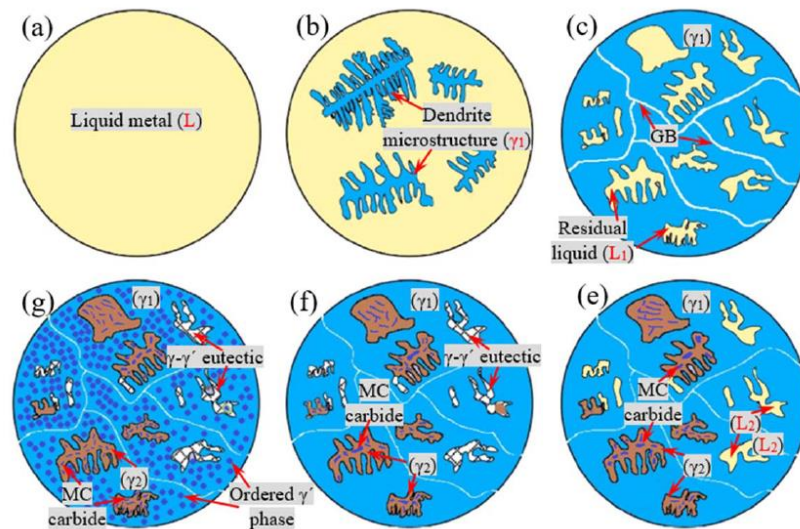 (a)
Liquid metal (L)
(b)
Dendrite
microstructure (γ1)
(c)
(γ1)
GB
Residual
liquid (L1)
(g)
(γ1)
γ-γ´ eutectic
(γ2)
MC
carbide
Ordered γ´
phase
(f)
(γ1)
γ-γ´ eutectic
MC
carbide
(γ2)
(e)
(γ1)
MC
carbide
(L2)
(L2)
(γ2)